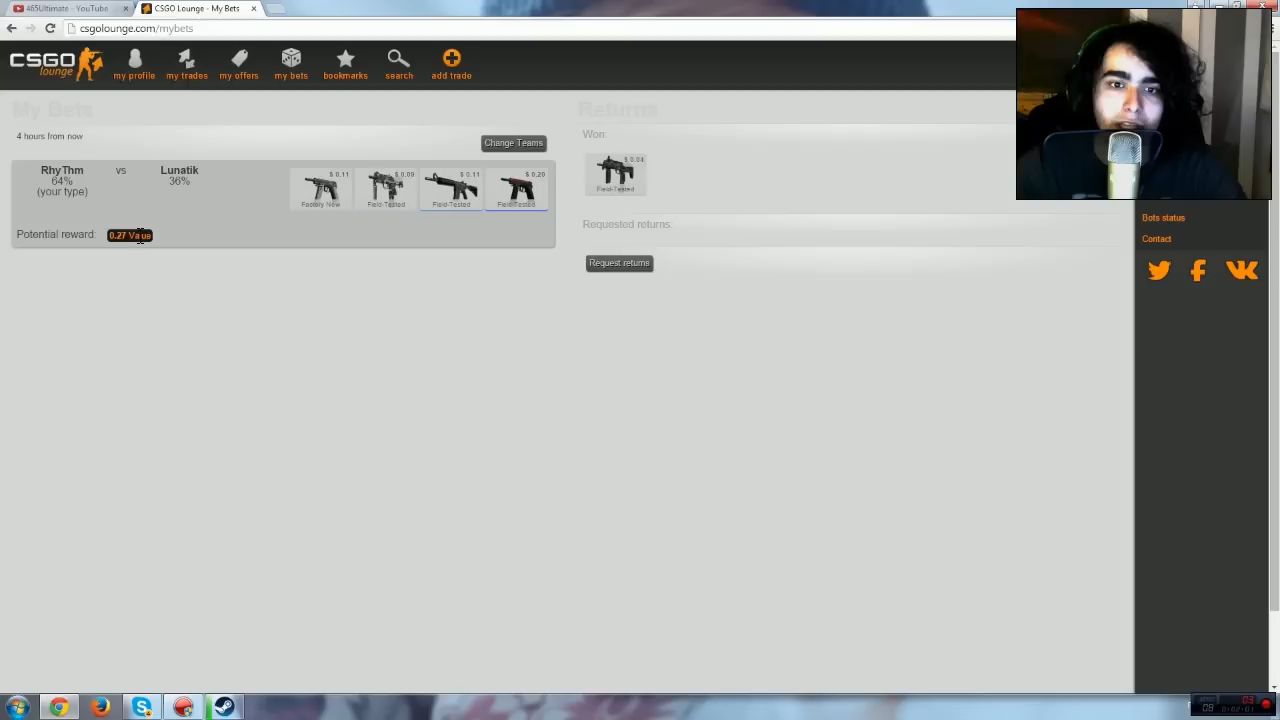 465Ultimate - YouTube
CSGO Lounge - My Bets
csgolounge.com/mybets
CSGO
lounge
my profile
my trades
my offers
my bets
bookmarks
search
add trade
My Bets
4 hours from now
Change Teams
RhyThm
64%
(your type)
vs
Lunatik
36%
$ 0.11
Factory New
$ 0.09
Field-Tested
$ 0.11
Field-Tested
$ 0.20
Field-Tested
Potential reward:
0.27 Value
Returns
Won:
$ 0.04
Field-Tested
Requested returns:
Request returns
Bots status
Contact